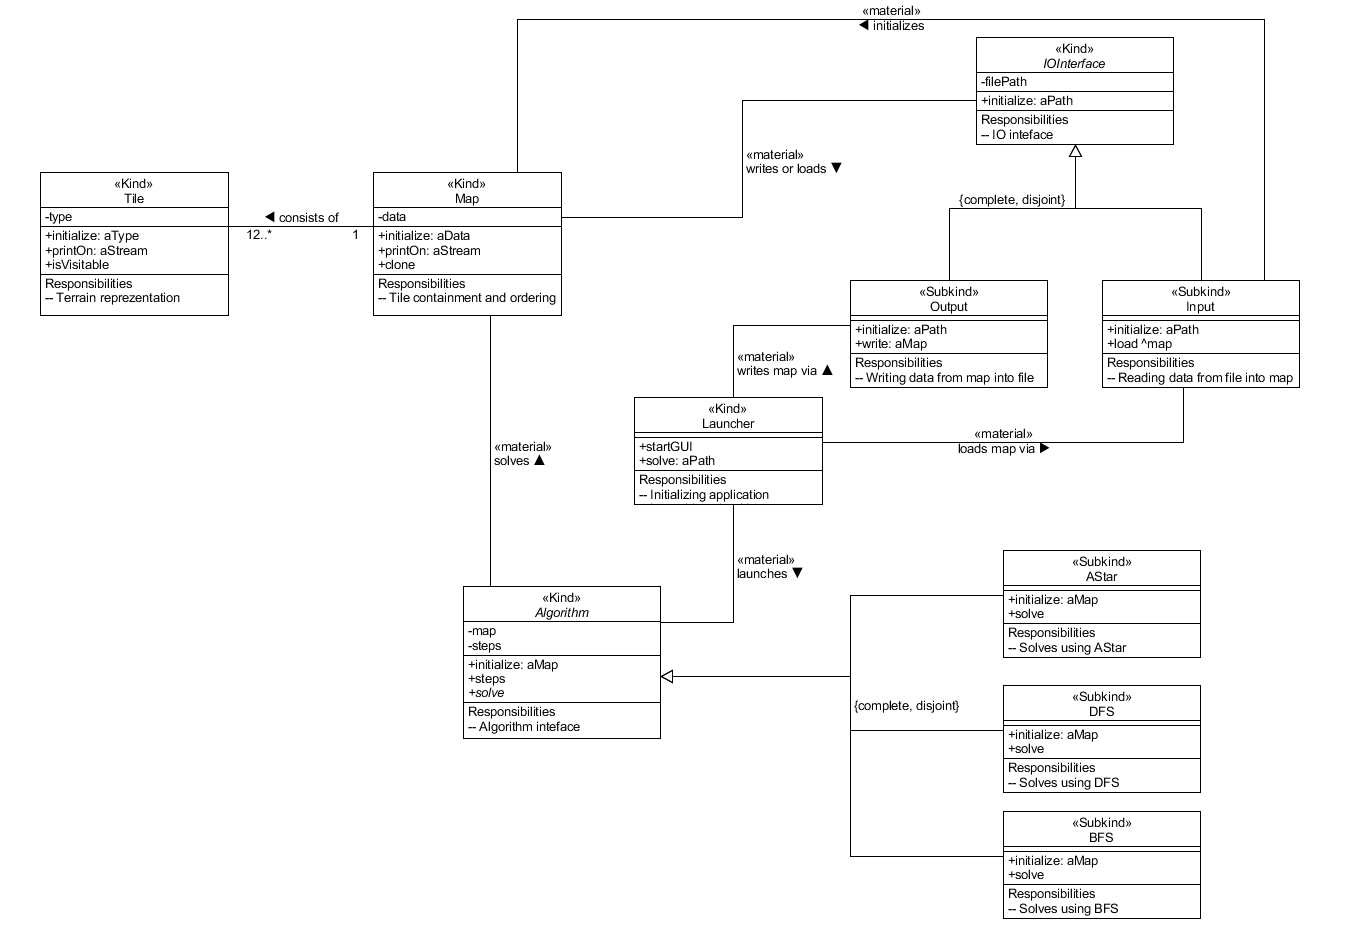 «material»
◀ initializes
«Kind»
IOInterface
-filePath
+initialize: aPath
Responsibilities
-- IO inteface
«material»
writes or loads ▼
«Kind»
Tile
-type
+initialize: aType
+printOn: aStream
+isVisitable
Responsibilities
-- Terrain reprezentation
◀ consists of
12..*
1
«Kind»
Map
-data
+initialize: aData
+printOn: aStream
+clone
Responsibilities
-- Tile containment and ordering
{complete, disjoint}
«Subkind»
Output
+initialize: aPath
+write: aMap
Responsibilities
-- Writing data from map into file
«Subkind»
Input
+initialize: aPath
+load ^map
Responsibilities
-- Reading data from file into map
«material»
writes map via ▲
«Kind»
Launcher
+startGUI
+solve: aPath
Responsibilities
-- Initializing application
«material»
loads map via ▶
«material»
solves ▲
«material»
launches ▼
«Kind»
Algorithm
-map
-steps
+initialize: aMap
+steps
+solve
Responsibilities
-- Algorithm inteface
{complete, disjoint}
«Subkind»
AStar
+initialize: aMap
+solve
Responsibilities
-- Solves using AStar
«Subkind»
DFS
+initialize: aMap
+solve
Responsibilities
-- Solves using DFS
«Subkind»
BFS
+initialize: aMap
+solve
Responsibilities
-- Solves using BFS